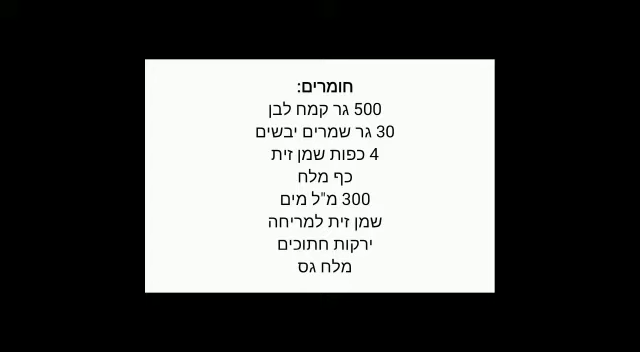 חומרים:
500 גר קמח לבן
30 גר שמרים יבשים
4 כפות שמן זית
כף מלח
300 מ"ל מים
שמן זית למריחה
ירקות חתוכים
מלח גס